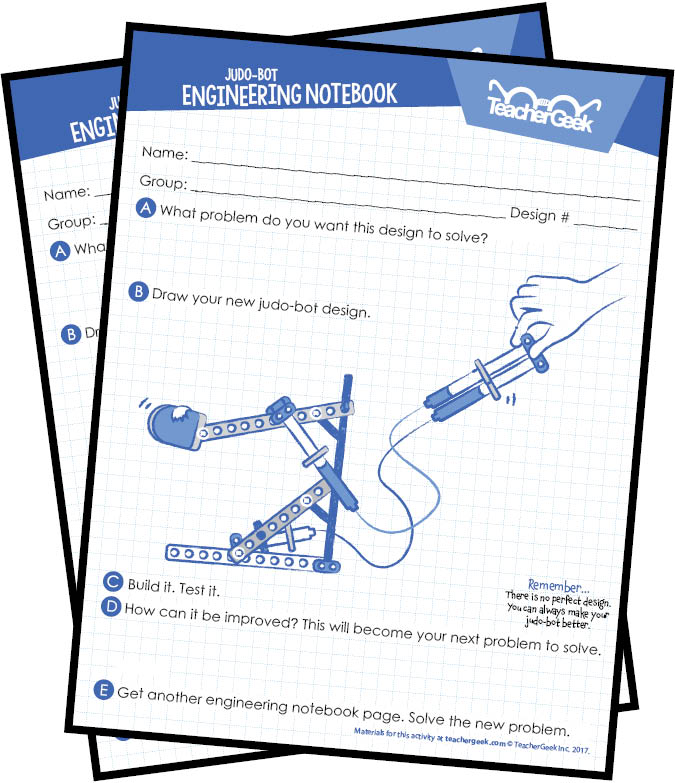 JUDO-BOT
ENGINEERING NOTEBOOK
TeacherGeek
Name:
Group: Design #
A What problem do you want this design to solve?
B Draw your new judo-bot design.
C Build it. Test it.
D How can it be improved? This will become your next problem to solve.
Remember...
There is no perfect design.
You can always make your
judo-bot better.
E Get another engineering notebook page. Solve the new problem.
Materials for this activity at teachergeek.com © TeacherGeek Inc. 2017.
JU
ENGI
Name:
Group:
A Wha
B Dr